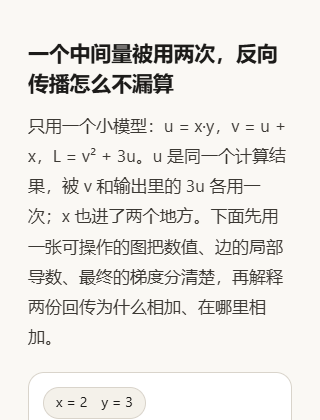 一个中间量被用两次，反向
传播怎么不漏算
只用一个小模型：u = x·y，v = u +
x，L = v² + 3u。u 是同一个计算结
果，被 v 和输出里的 3u 各用一
次；x 也进了两个地方。下面先用
一张可操作的图把数值、边的局部
导数、最终的梯度分清楚，再解释
两份回传为什么相加、在哪里相
加。
x = 2 y = 3